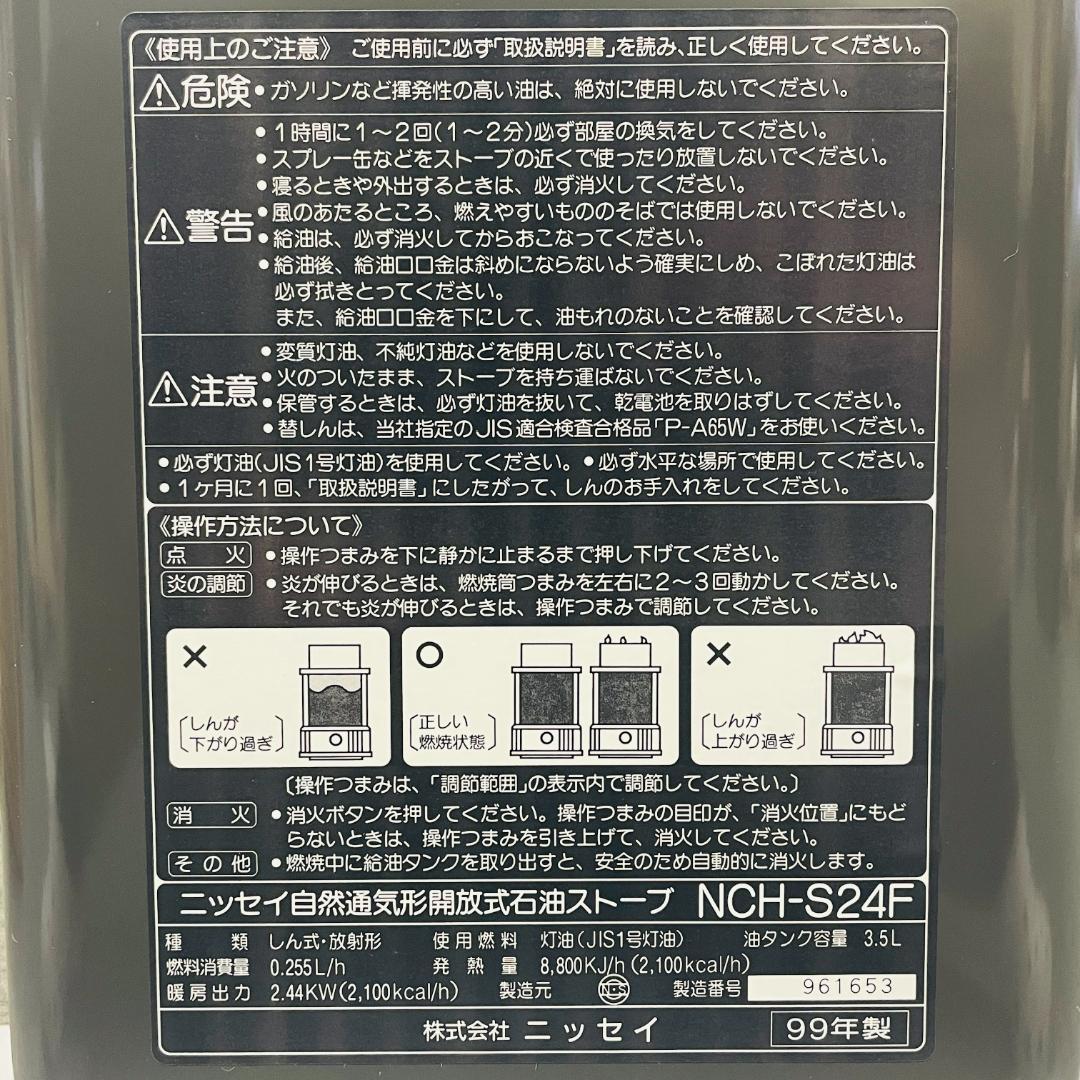 《使用上のご注意》 ご使用前に必ず「取扱説明書」を読み、正しく使用してください。
⚠危険 •ガソリンなど揮発性の高い油は、絶対に使用しないでください。
•1時間に1〜2回(1〜2分)必ず部屋の換気をしてください。
•スプレー缶などをストーブの近くで使ったり放置しないでください。
•寝るときや外出するときは、必ず消火してください。
⚠警告 •風のあたるところ、燃えやすいもののそばでは使用しないでください。
•給油は、必ず消火してからおこなってください。
•給油後、給油口口金は斜めにならないよう確実にしめ、こぼれた灯油は
必ず拭きとってください。
また、給油口口金を下にして、油もれのないことを確認してください。
•変質灯油、不純灯油などを使用しないでください。
⚠注意 •火のついたまま、ストーブを持ち運ばないでください。
•保管するときは、必ず灯油を抜いて、乾電池を取りはずしてください。
•替しんは、当社指定のJIS適合検査合格品「P-A65W」をお使いください。
•必ず灯油(JIS1号灯油)を使用してください。•必ず水平な場所で使用してください。
•1ケ月に1回、「取扱説明書」にしたがって、しんのお手入れをしてください。
《操作方法について》
点火 •操作つまみを下に静かに止まるまで押し下げてください。
炎の調節 •炎が伸びるときは、燃焼筒つまみを左右に2〜3回動かしてください。
それでも炎が伸びるときは、操作つまみで調節してください。
× 〔しんが
下がり過ぎ〕
○ 〔正しい
燃焼状態〕
× 〔しんが
上がり過ぎ〕
〔操作つまみは、「調節範囲」の表示内で調節してください。〕
消火 •消火ボタンを押してください。操作つまみの目印が、「消火位置」にもど
らないときは、操作つまみを引き上げて、消火してください。
その他 •燃焼中に給油タンクを取り出すと、安全のため自動的に消火します。
ニッセイ自然通気形開放式石油ストーブ NCH-S24F
種類 しん式・放射形 使用燃料 灯油(JIS1号灯油) 油タンク容量 3.5L
燃料消費量 0.255L/h 発熱量 8,800KJ/h(2,100kcal/h)
暖房出力 2.44KW(2,100kcal/h) 製造元 N·S 製造番号 961653
株式会社 ニッセイ 99年製